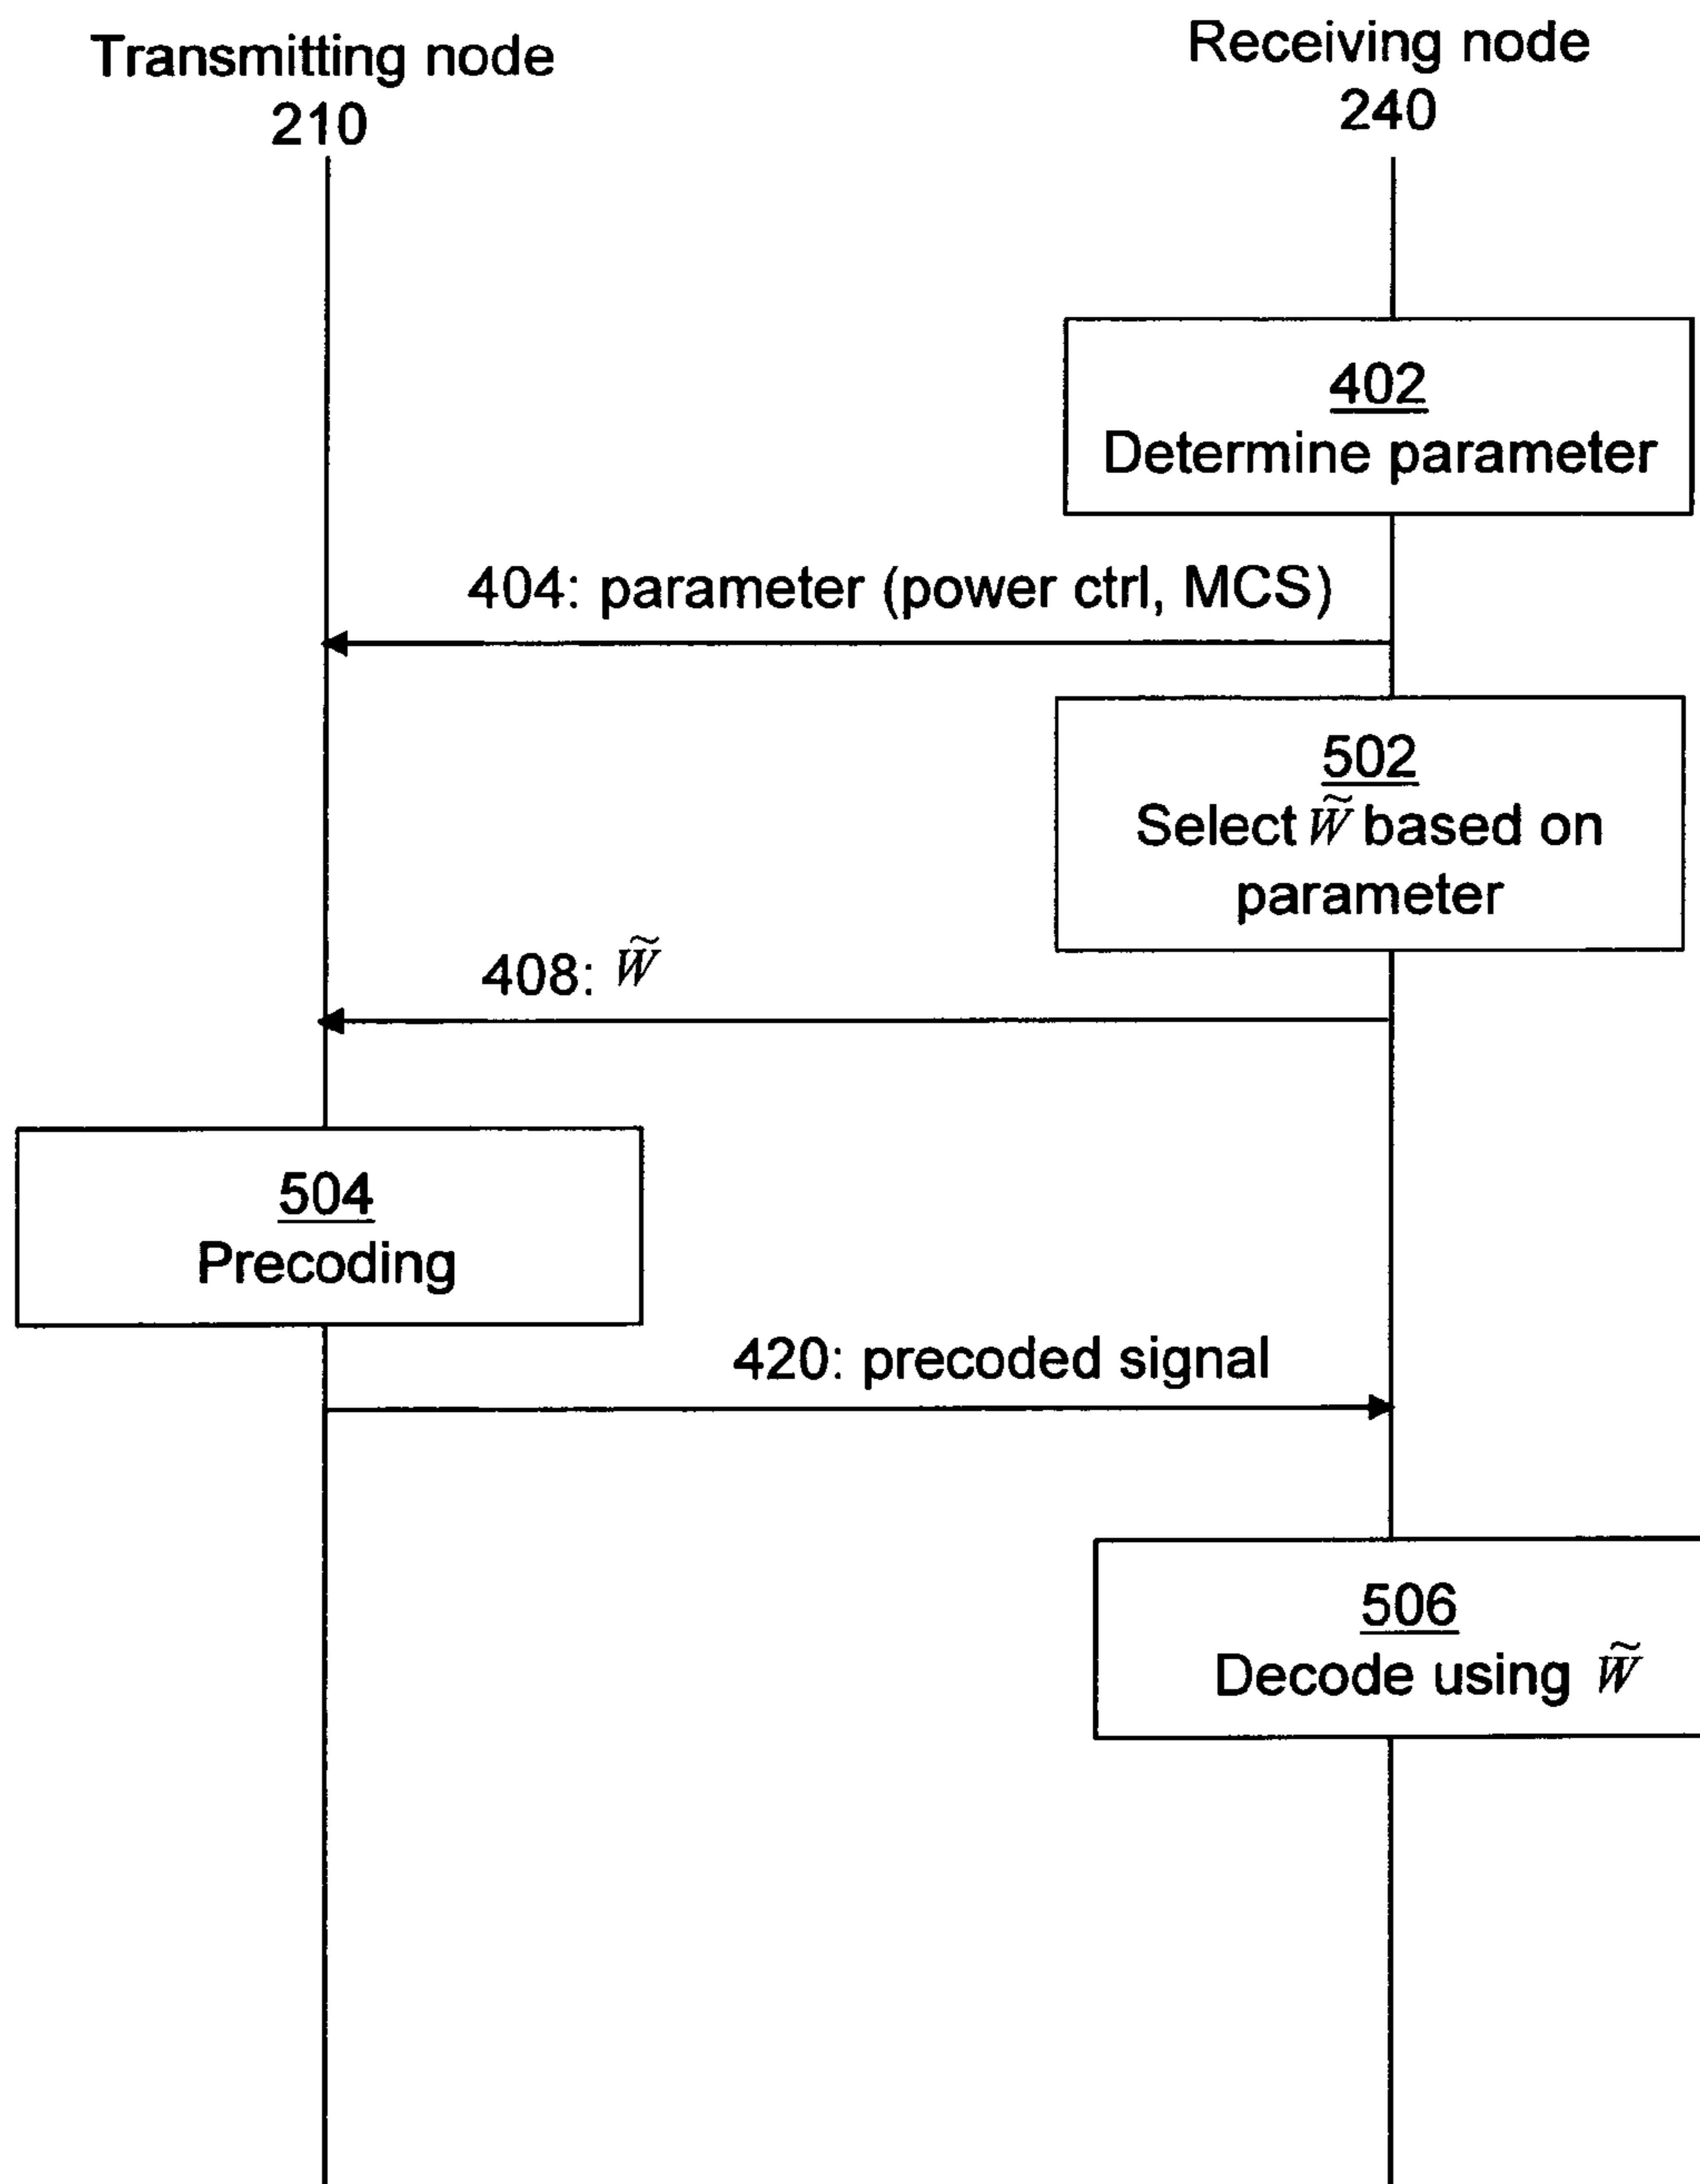 Transmitting node
210
Receiving node
240
402
Determine parameter
404: parameter (power ctrl, MCS)
502
Select W̃ based on
parameter
408: W̃
504
Precoding
420: precoded signal
506
Decode using W̃